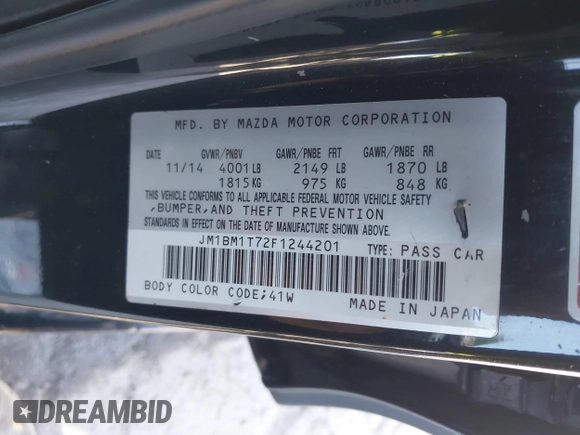 MFD. BY MAZDA MOTOR CORPORATION
DATE GVWR/PNBV GAWR/PNBE FRT GAWR/PNBE RR
11/14 4001 LB 2149 LB 1870 LB
1815 KG 975 KG 848 KG
THIS VEHICLE CONFORMS TO ALL APPLICABLE FEDERAL MOTOR VEHICLE SAFETY
,BUMPER,AND THEFT PREVENTION
STANDARDS IN EFFECT ON THE DATE OF MANUFACTURE SHOWN ABOVE.
JM1BM1T72F1244201 TYPE: PASS CAR
BODY COLOR CODE:41W
MADE IN JAPAN
DREAMBID